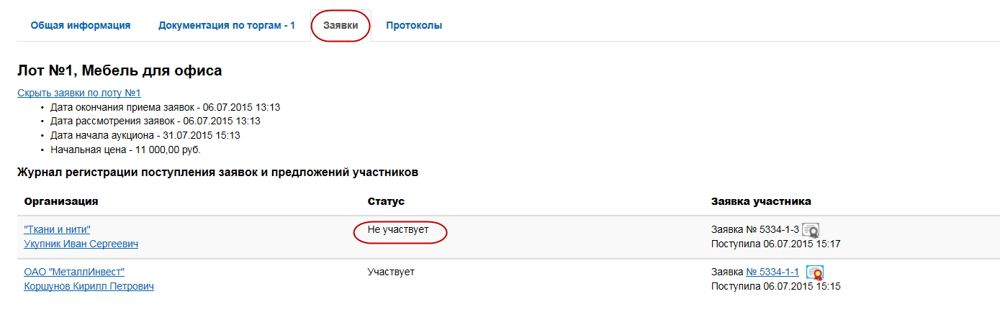 Общая информация Документация по торгам - 1 Заявки Протоколы
Лот №1, Мебель для офиса
Скрыть заявки по лоту №1
• Дата окончания приема заявок - 06.07.2015 13:13
• Дата рассмотрения заявок - 06.07.2015 13:13
• Дата начала аукциона - 31.07.2015 15:13
• Начальная цена - 11 000,00 руб.
Журнал регистрации поступления заявок и предложений участников
Организация Статус Заявка участника
"Ткани и нити" Не участвует Заявка № 5334-1-3
Укупник Иван Сергеевич Поступила 06.07.2015 15:17
ОАО "МеталлИнвест" Участвует Заявка № 5334-1-1
Коршунов Кирилл Петрович Поступила 06.07.2015 15:15